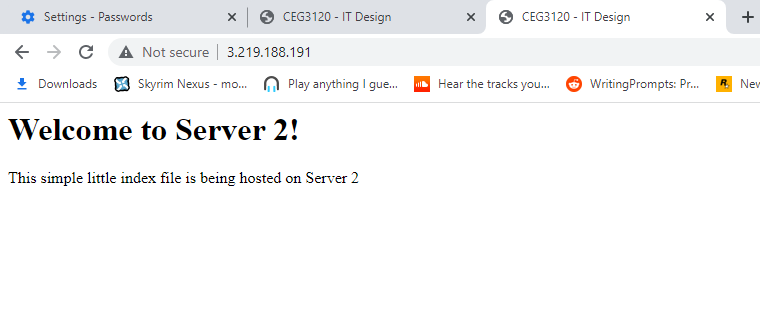 Settings - Passwords
CEG3120 - IT Design
CEG3120 - IT Design
Not secure | 3.219.188.191
Downloads
Skyrim Nexus - mo...
Play anything I gue...
Hear the tracks you...
WritingPrompts: Pr...
R.
Nev
Welcome to Server 2!
This simple little index file is being hosted on Server 2